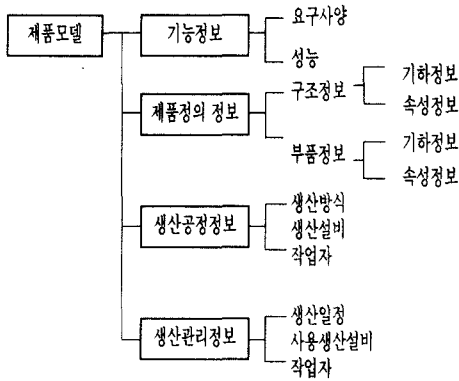 제품모델
기능정보
요구사양
성능
제품정의 정보
구조정보
기하정보
속성정보
부품정보
기하정보
속성정보
생산공정정보
생산방식
생산설비
작업자
생산관리정보
생산일정
사용생산설비
작업자